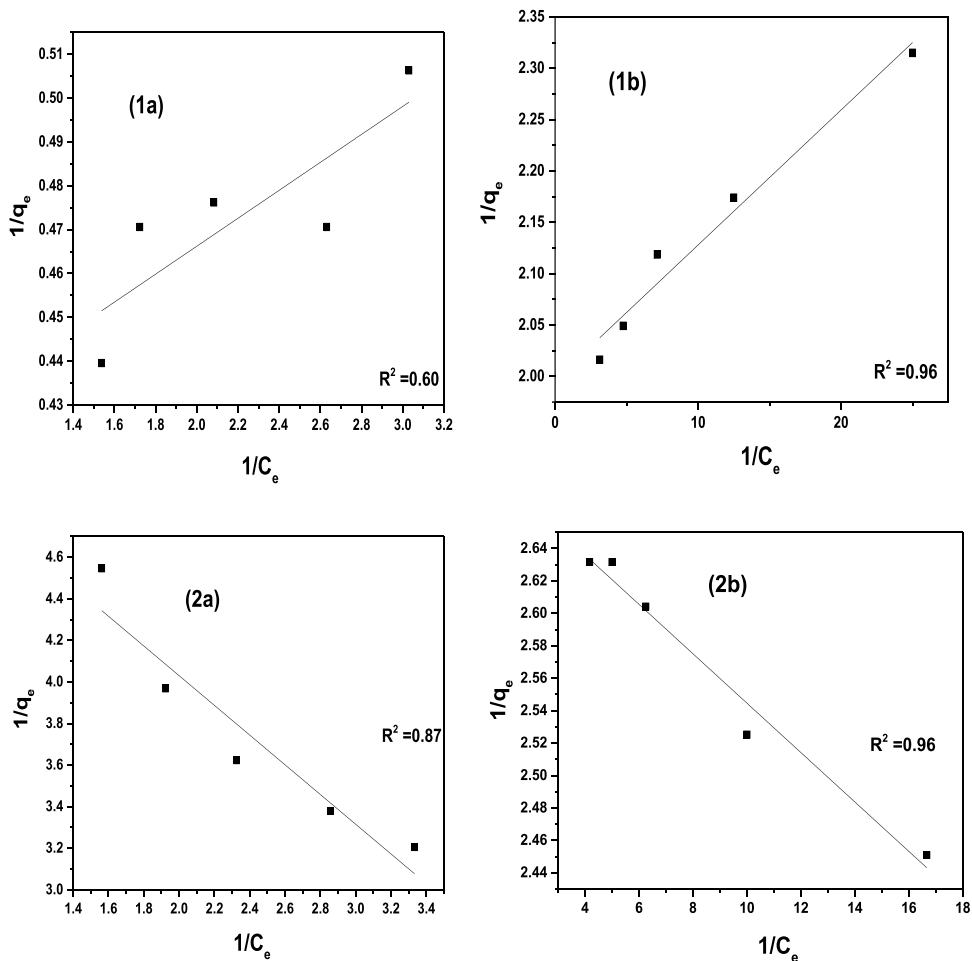 (1a)
0.51
0.50
0.49
0.48
0.47
0.46
0.45
0.44
0.43
1/qₑ
R² =0.60
1.4 1.6 1.8 2.0 2.2 2.4 2.6 2.8 3.0 3.2
1/Cₑ
(1b)
2.35
2.30
2.25
2.20
2.15
2.10
2.05
2.00
1/qₑ
R² =0.96
0 10 20
1/Cₑ
(2a)
4.6
4.4
4.2
4.0
3.8
3.6
3.4
3.2
3.0
1/qₑ
R² =0.87
1.4 1.6 1.8 2.0 2.2 2.4 2.6 2.8 3.0 3.2 3.4
1/Cₑ
(2b)
2.64
2.62
2.60
2.58
2.56
2.54
2.52
2.50
2.48
2.46
2.44
1/qₑ
R² =0.96
4 6 8 10 12 14 16 18
1/Cₑ